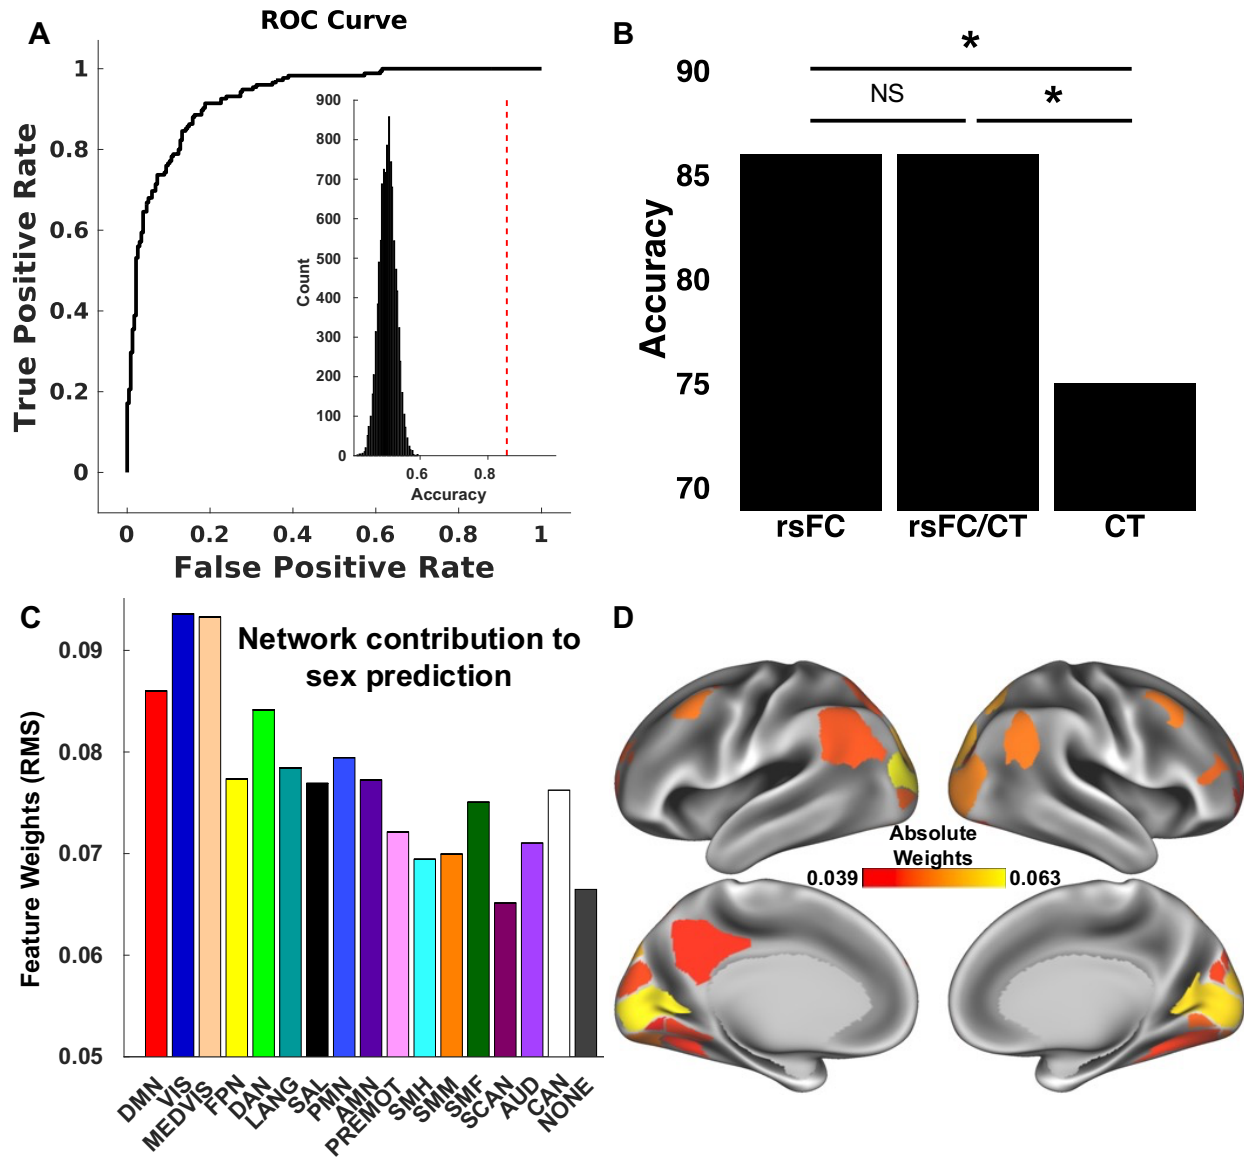 A
ROC Curve
True Positive Rate
1
0.8
0.6
0.4
0.2
0
0
0.2
0.4
0.6
0.8
1
False Positive Rate
900
800
700
600
500
400
300
200
100
0
Count
0.6
0.8
Accuracy
B
*
NS
*
90
85
80
75
70
Accuracy
rsFC
rsFC/CT
CT
C
Network contribution to
sex prediction
Feature Weights (RMS)
0.09
0.08
0.07
0.06
0.05
DMN
VIS
MEDVIS
FPN
DAN
LANG
SAL
PMN
AMN
PREMOT
SMH
SMM
SMF
SCAN
AUD
CAN
NONE
D
Absolute
Weights
0.039
0.063